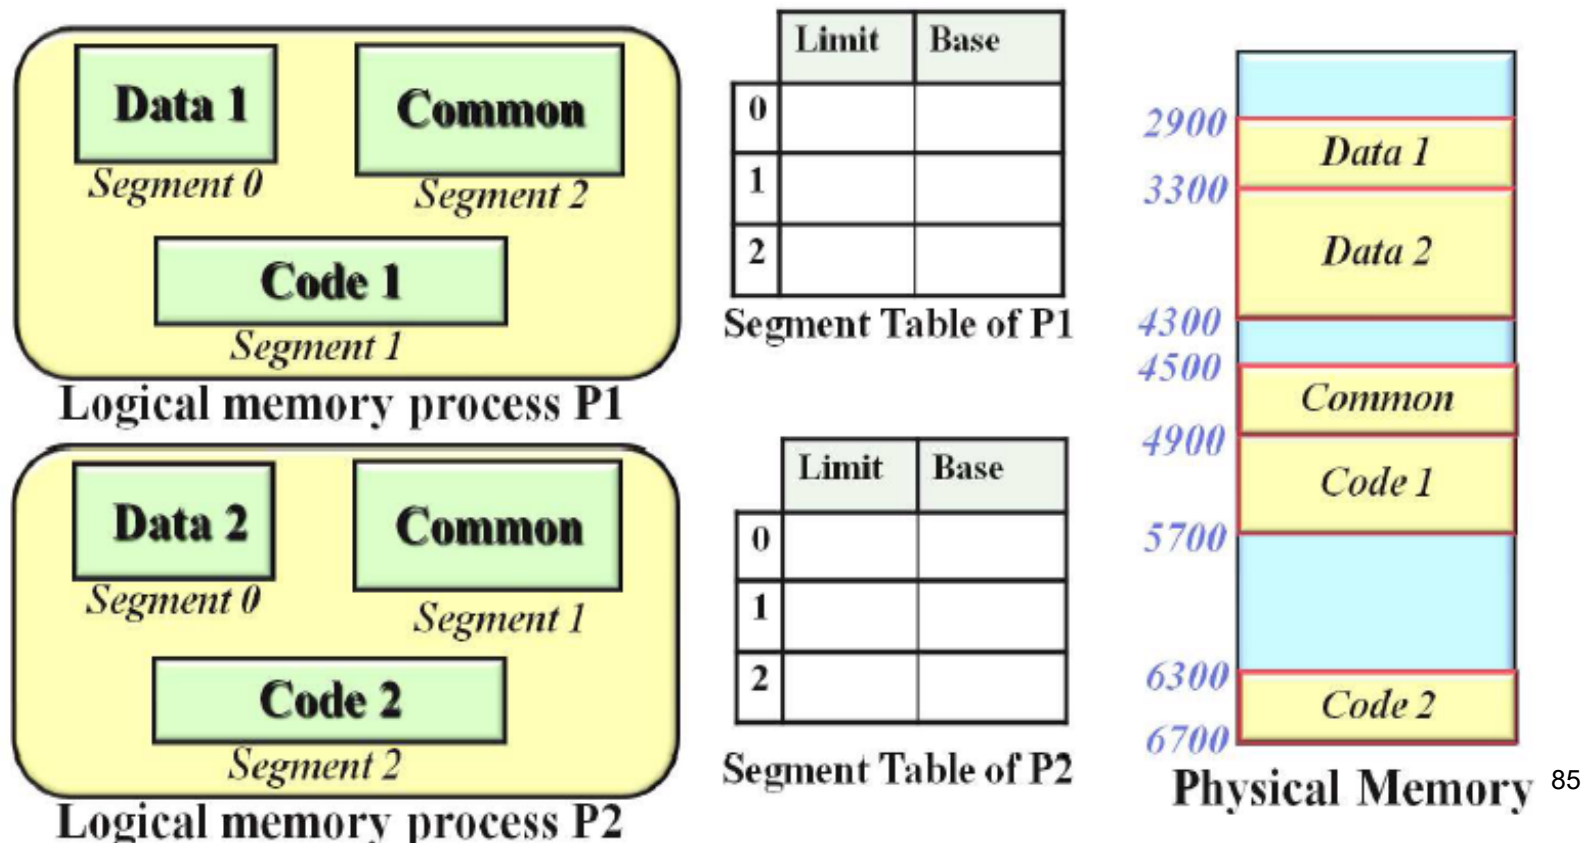 Data 1
Common
Segment 0
Segment 2
Code 1
Segment 1
Logical memory process P1
Limit Base
0
1
2
Segment Table of P1
Data 2
Common
Segment 0
Segment 1
Code 2
Segment 2
Logical memory process P2
Limit Base
0
1
2
Segment Table of P2
2900
Data 1
3300
Data 2
4300
4500
Common
4900
Code 1
5700
6300
Code 2
6700
Physical Memory
85